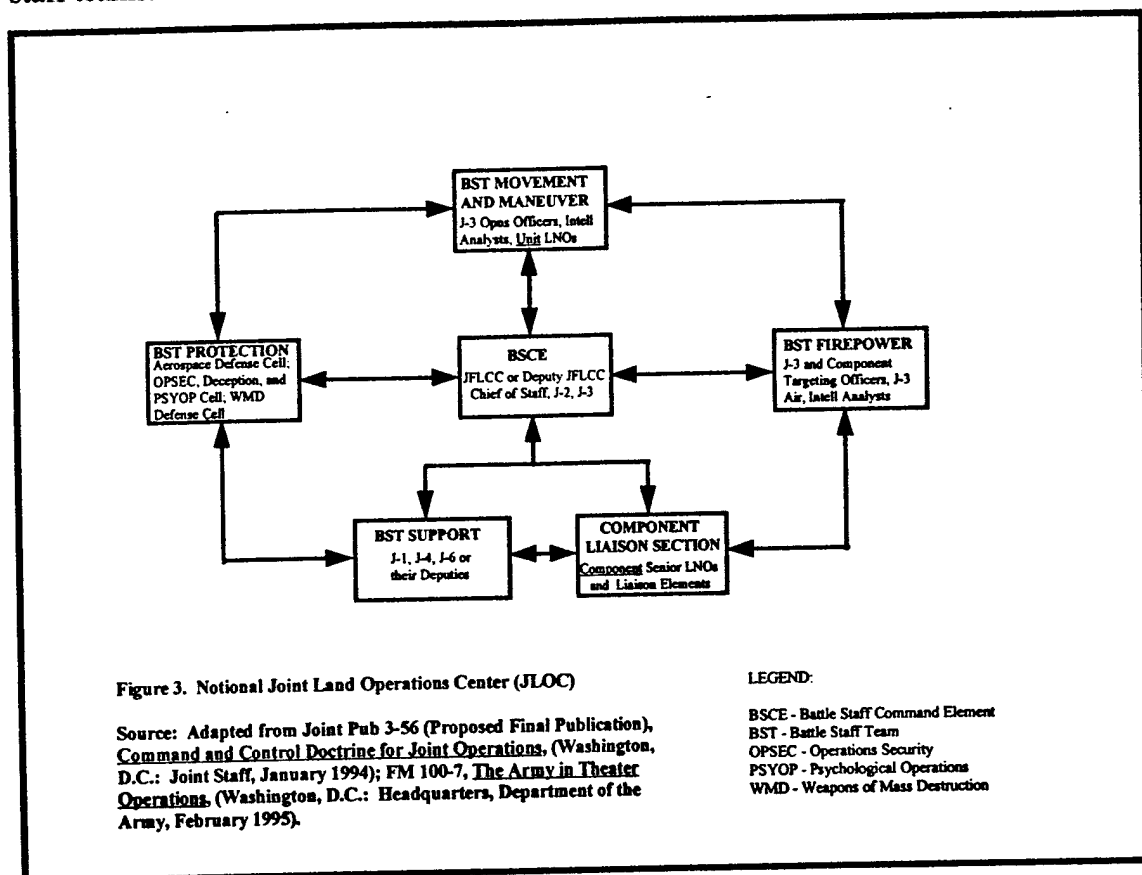 BST MOVEMENT
AND MANEUVER
J-3 Opns Officers, Intell
Analysts, Unit LNOs
BST PROTECTION
Aerospace Defense Cell;
OPSEC, Deception, and
PSYOP Cell; WMD
Defense Cell
BSCE
JFLCC or Deputy JFLCC
Chief of Staff, J-2, J-3
BST FIREPOWER
J-3 and Component
Targeting Officers, J-3
Air, Intell Analysts
BST SUPPORT
J-1, J-4, J-6 or
their Deputies
COMPONENT
LIAISON SECTION
Component Senior LNOs
and Liaison Elements
Figure 3. Notional Joint Land Operations Center (JLOC)
Source: Adapted from Joint Pub 3-56 (Proposed Final Publication),
Command and Control Doctrine for Joint Operations, (Washington,
D.C.: Joint Staff, January 1994); FM 100-7, The Army in Theater
Operations, (Washington, D.C.: Headquarters, Department of the
Army, February 1995).
LEGEND:
BSCE - Battle Staff Command Element
BST - Battle Staff Team
OPSEC - Operations Security
PSYOP - Psychological Operations
WMD - Weapons of Mass Destruction